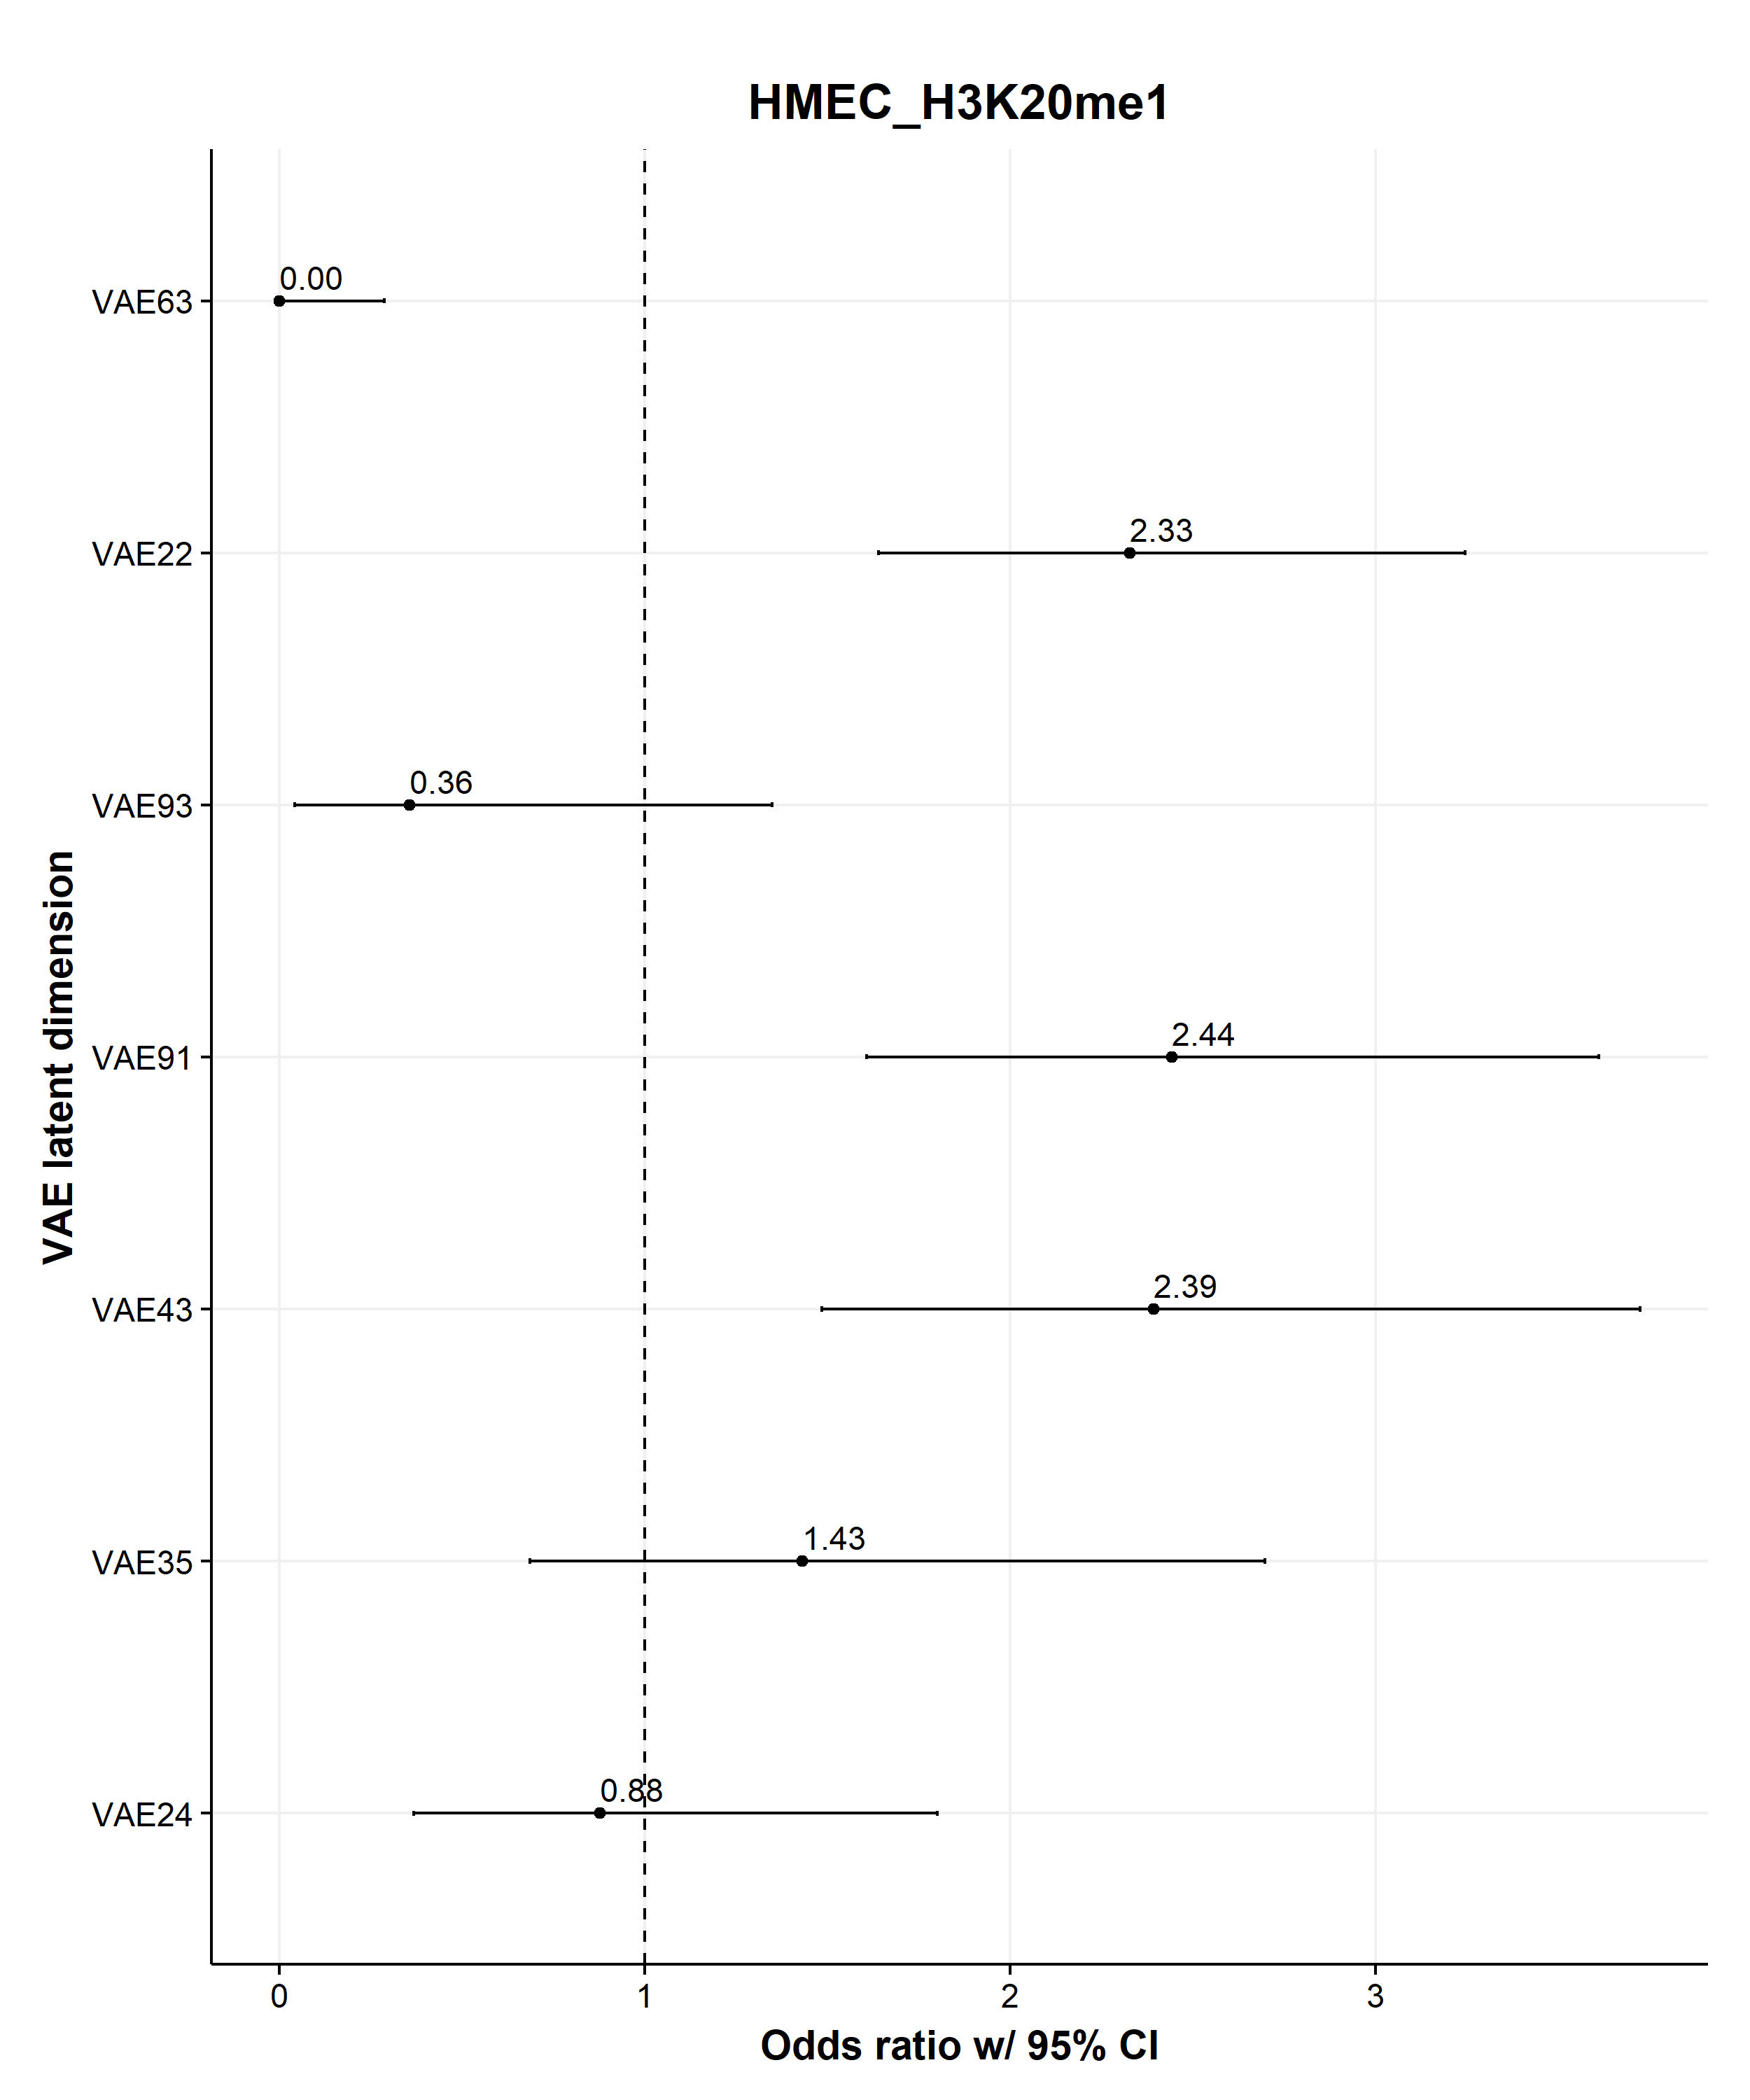 HMEC_H3K20me1
VAE latent dimension
VAE63
0.00
VAE22
2.33
VAE93
0.36
VAE91
2.44
VAE43
2.39
VAE35
1.43
VAE24
0.88
0 1 2 3
Odds ratio w/ 95% CI